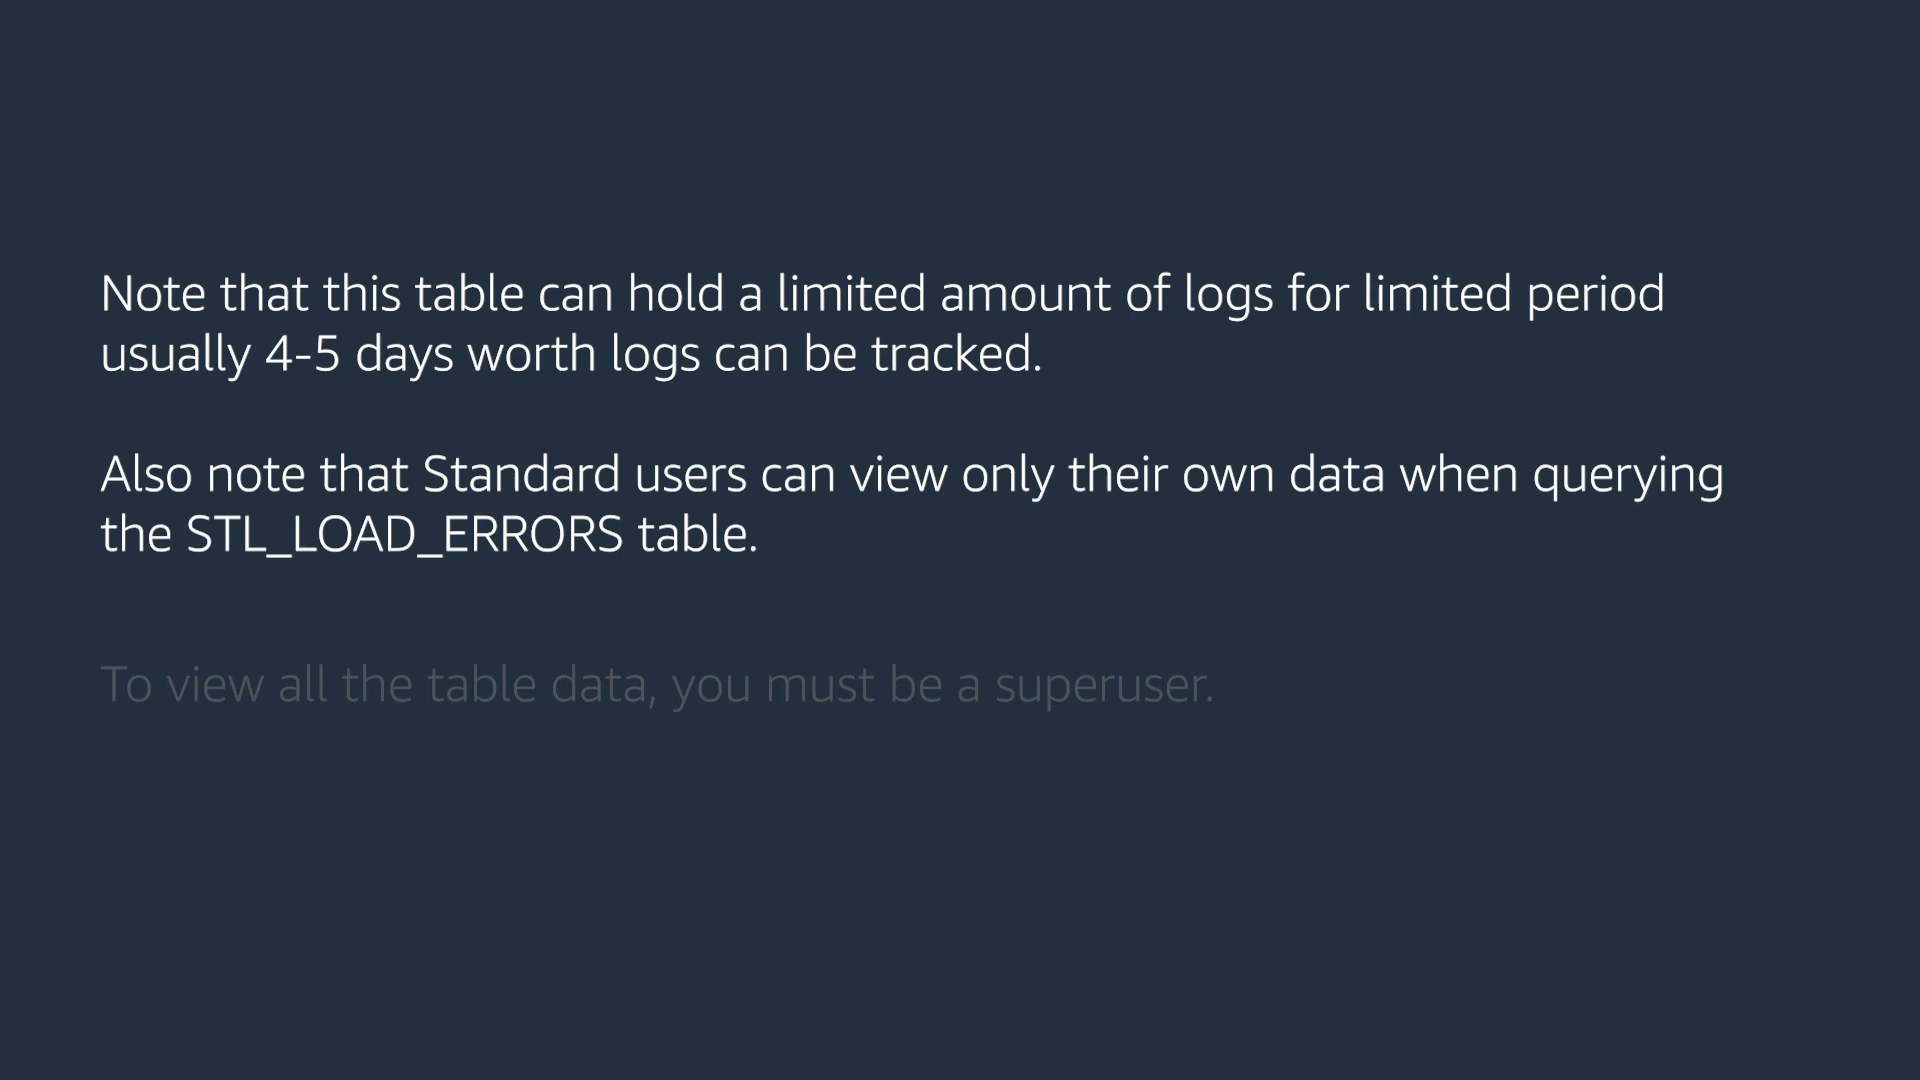 Note that this table can hold a limited amount of logs for limited period
usually 4-5 days worth logs can be tracked.
Also note that Standard users can view only their own data when querying
the STL_LOAD_ERRORS table.
To view all the table data, you must be a superuser.